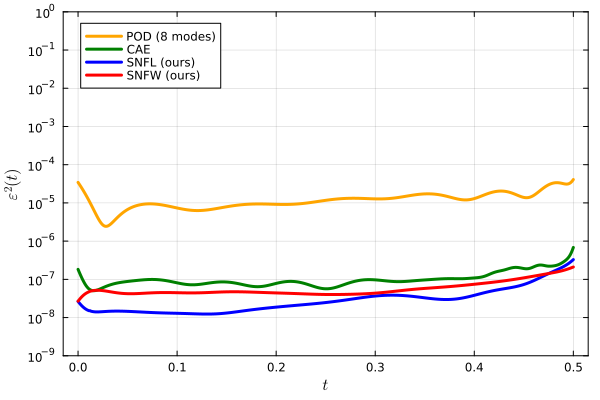 10⁰
10⁻¹
10⁻²
10⁻³
10⁻⁴
10⁻⁵
10⁻⁶
10⁻⁷
10⁻⁸
10⁻⁹
ε²(t)
POD (8 modes)
CAE
SNFL (ours)
SNFW (ours)
0.0 0.1 0.2 0.3 0.4 0.5
t